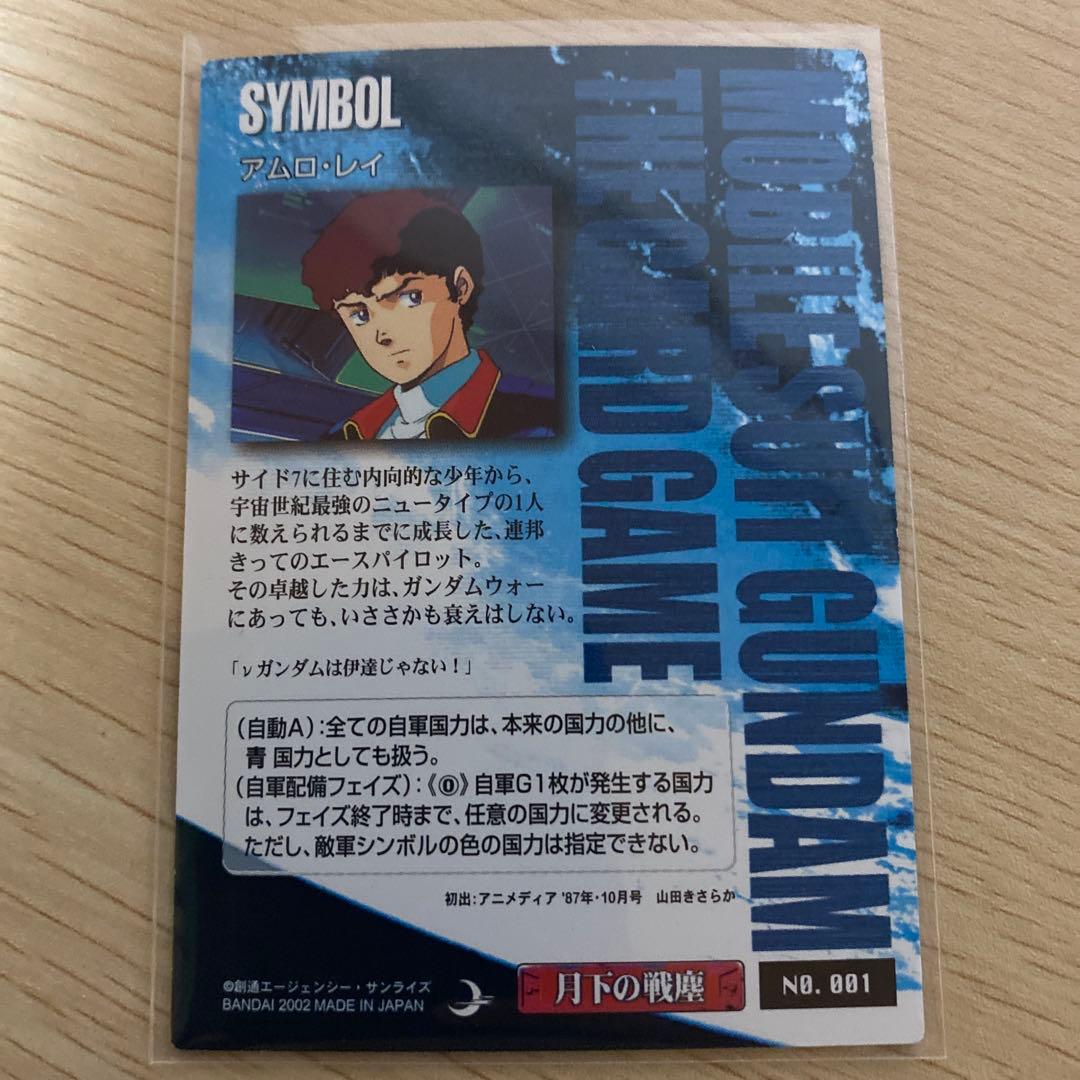 SYMBOL
アムロ・レイ
MOBILE SUIT GUNDAM
THE CARD GAME
サイド7に住む内向的な少年から、
宇宙世紀最強のニュータイプの1人
に数えられるまでに成長した、連邦
きってのエースパイロット。
その卓越した力は、ガンダムウォー
にあっても、いささかも衰えはしない。
「νガンダムは伊達じゃない！」
(自動A)：全ての自軍国力は、本来の国力の他に、
青 国力としても扱う。
(自軍配備フェイズ)：《⓪》自軍G1枚が発生する国力
は、フェイズ終了時まで、任意の国力に変更される。
ただし、敵軍シンボルの色の国力は指定できない。
初出：アニメディア '87年・10月号 山田きさらか
©創通エージェンシー・サンライズ
BANDAI 2002 MADE IN JAPAN
月下の戦塵
NO. 001